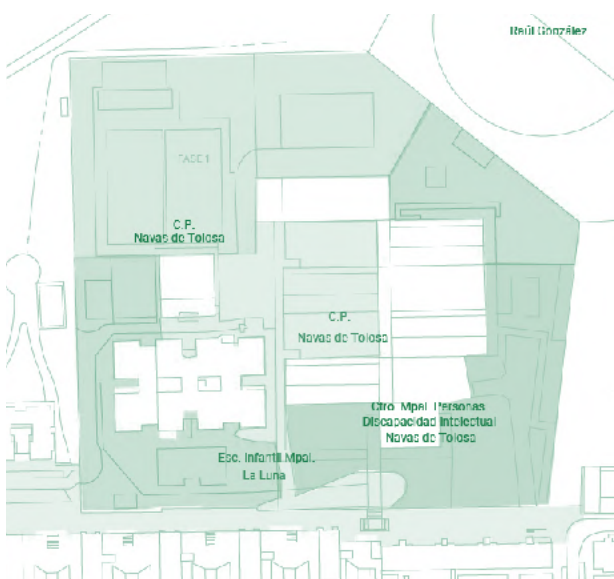 Raúl González
FASE 1
C.P.
Navas de Tolosa
C.P.
Navas de Tolosa
Ctro. Mpal. Personas
Discapacidad Intelectual
Navas de Tolosa
Esc. Infantil Mpal.
La Luna